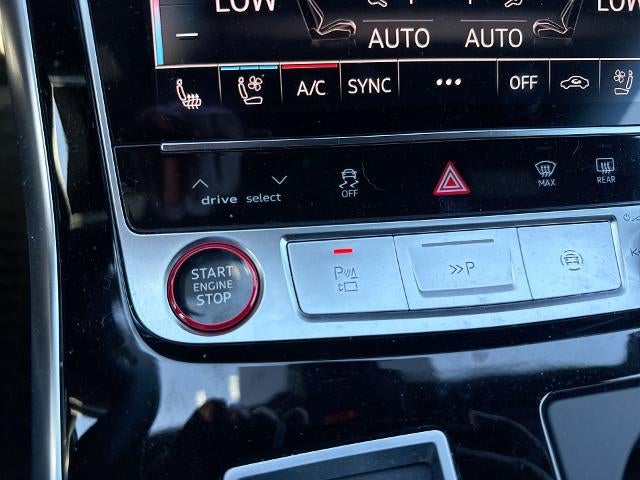 LOW
LOW
AUTO AUTO
A/C SYNC ••• OFF
drive select OFF MAX REAR
START
ENGINE
STOP
P
>>P